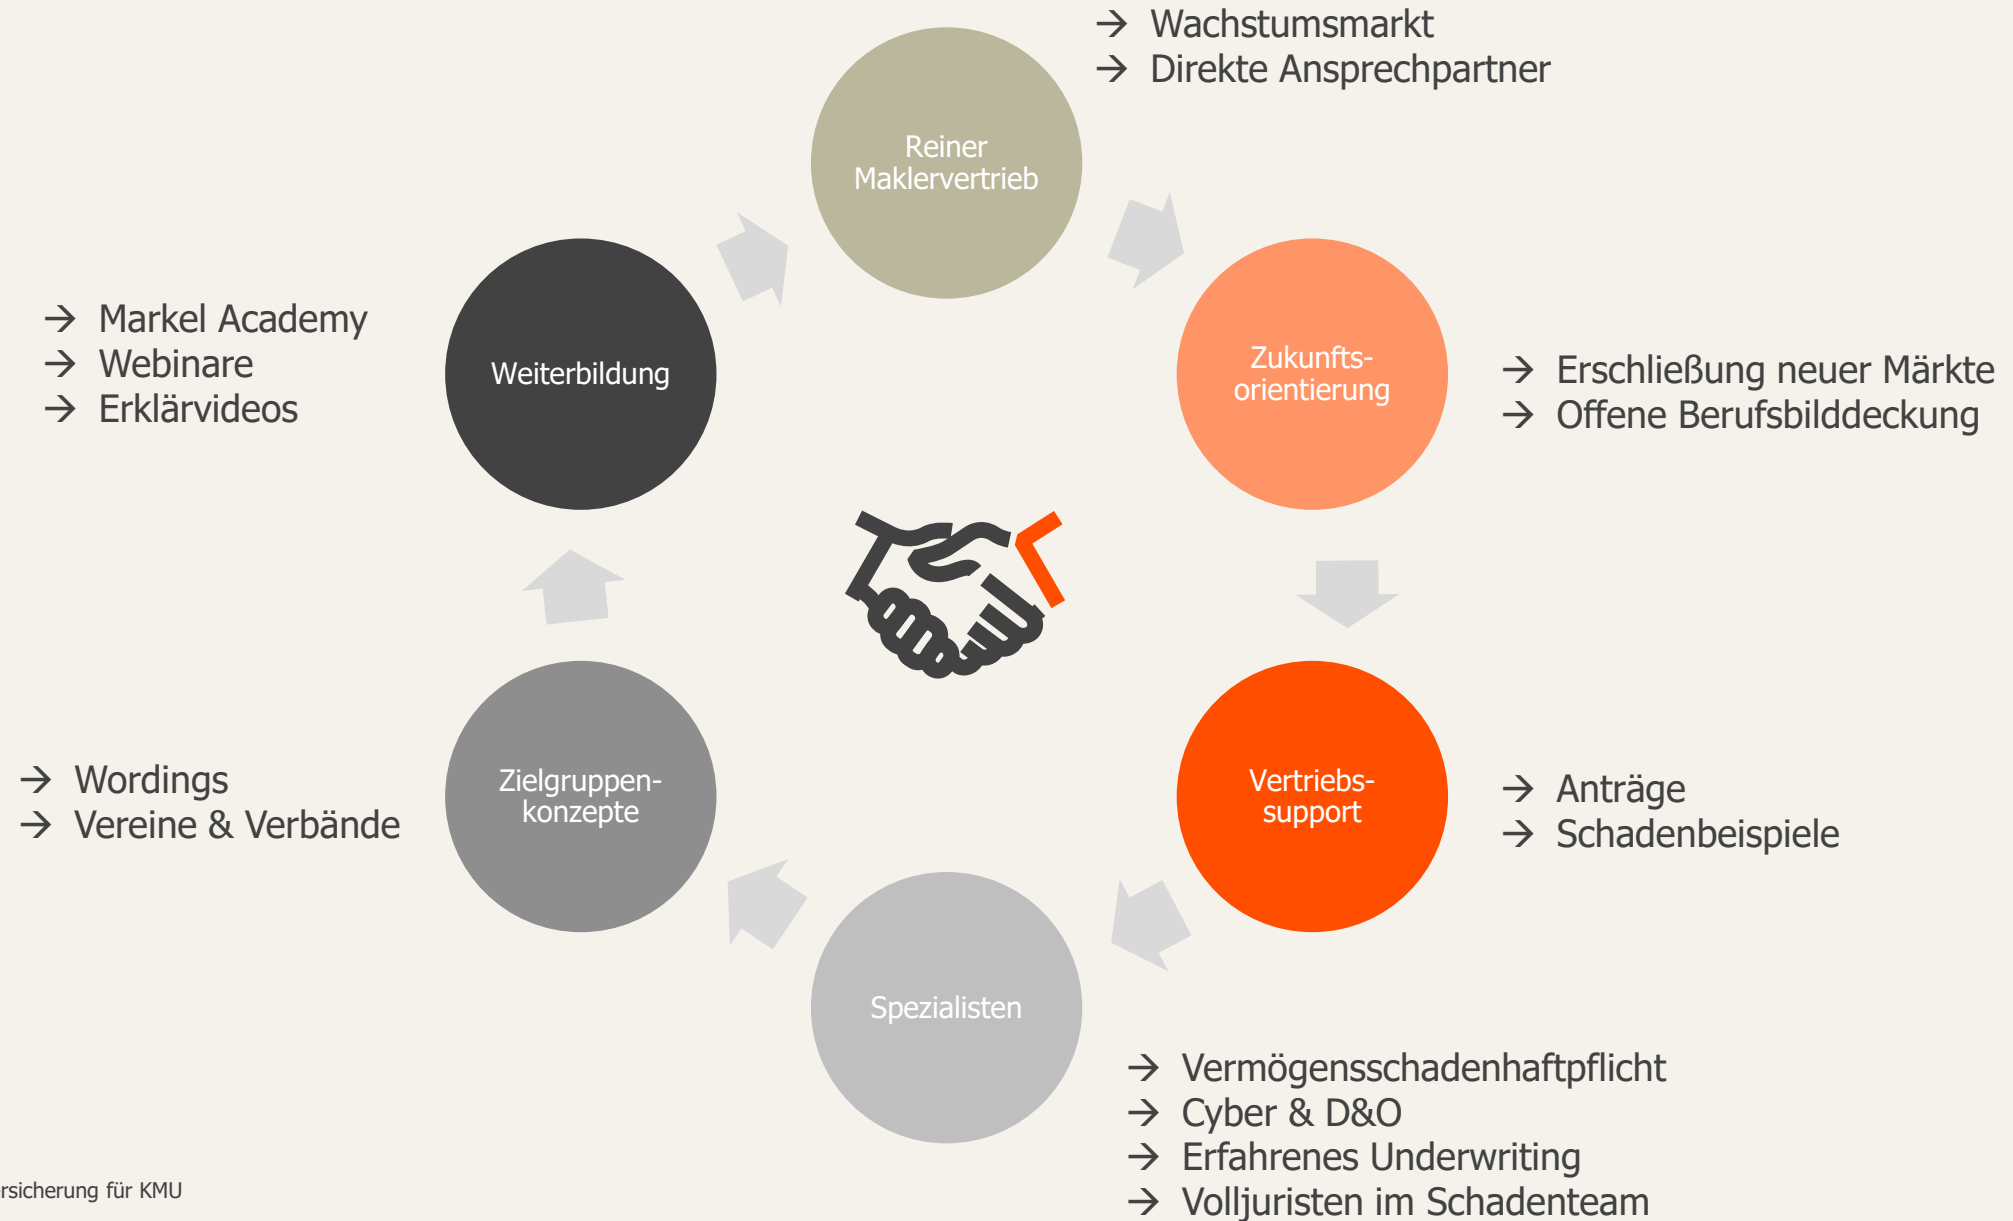 → Wachstumsmarkt
→ Direkte Ansprechpartner
Reiner
Maklervertrieb
Zukunfts-
orientierung
→ Erschließung neuer Märkte
→ Offene Berufsbilddeckung
Vertriebs-
support
→ Anträge
→ Schadenbeispiele
Spezialisten
→ Vermögensschadenhaftpflicht
→ Cyber & D&O
→ Erfahrenes Underwriting
→ Volljuristen im Schadenteam
Zielgruppen-
konzepte
→ Wordings
→ Vereine & Verbände
Weiterbildung
→ Markel Academy
→ Webinare
→ Erklärvideos
für KMU